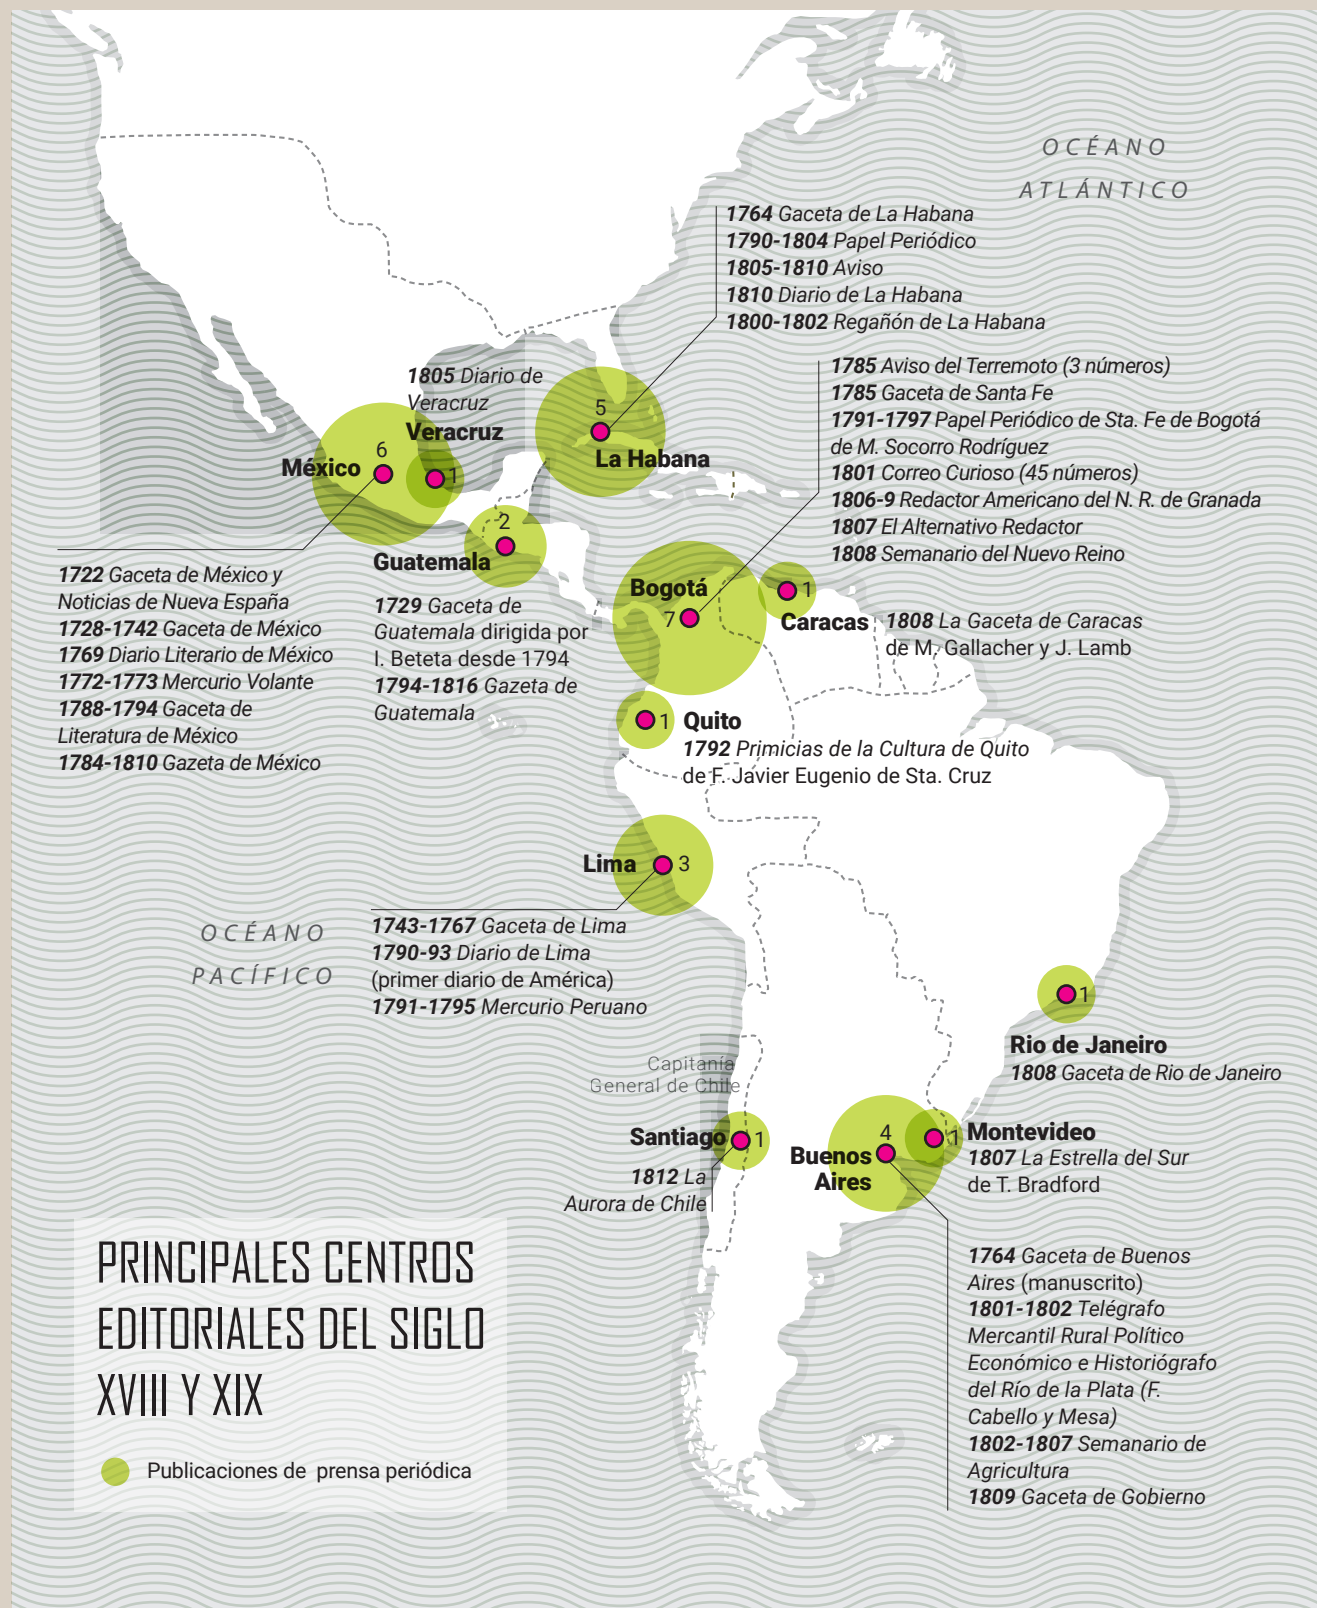 OCÉANO
ATLÁNTICO
1764 Gaceta de La Habana
1790-1804 Papel Periódico
1805-1810 Aviso
1810 Diario de La Habana
1800-1802 Regañón de La Habana
1785 Aviso del Terremoto (3 números)
1785 Gaceta de Santa Fe
1791-1797 Papel Periódico de Sta. Fe de Bogotá
de M. Socorro Rodríguez
1801 Correo Curioso (45 números)
1806-9 Redactor Americano del N. R. de Granada
1807 El Alternativo Redactor
1808 Semanario del Nuevo Reino
1805 Diario de
Veracruz
Veracruz
1
5
La Habana
6
México
2
Guatemala
1722 Gaceta de México y
Noticias de Nueva España
1728-1742 Gaceta de México
1769 Diario Literario de México
1772-1773 Mercurio Volante
1788-1794 Gaceta de
Literatura de México
1784-1810 Gazeta de México
1729 Gaceta de
Guatemala dirigida por
I. Beteta desde 1794
1794-1816 Gazeta de
Guatemala
Bogotá
7
1
Caracas
1808 La Gaceta de Caracas
de M. Gallacher y J. Lamb
1
Quito
1792 Primicias de la Cultura de Quito
de F. Javier Eugenio de Sta. Cruz
Lima
3
1743-1767 Gaceta de Lima
1790-93 Diario de Lima
(primer diario de América)
1791-1795 Mercurio Peruano
OCÉANO
PACÍFICO
1
Rio de Janeiro
1808 Gaceta de Rio de Janeiro
Capitanía
General de Chile
Santiago
1
1812 La
Aurora de Chile
4
Buenos
Aires
1
Montevideo
1807 La Estrella del Sur
de T. Bradford
1764 Gaceta de Buenos
Aires (manuscrito)
1801-1802 Telégrafo
Mercantil Rural Político
Económico e Historiógrafo
del Río de la Plata (F.
Cabello y Mesa)
1802-1807 Semanario de
Agricultura
1809 Gaceta de Gobierno
PRINCIPALES CENTROS
EDITORIALES DEL SIGLO
XVIII Y XIX
Publicaciones de prensa periódica